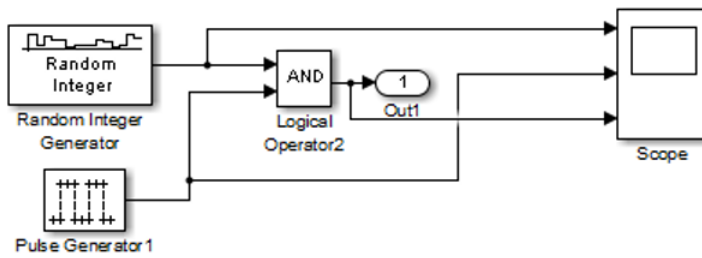 Random
Integer
Random Integer
Generator
AND
Logical
Operator2
1
Out1
Scope
Pulse Generator1